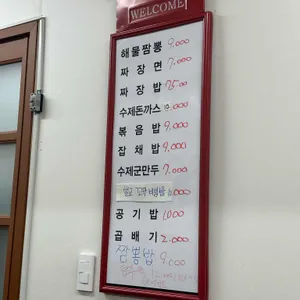 WELCOME
해물짬뽕 9.000
짜장면 7.000
짜장밥 7.500
수제돈까스
볶음밥 9.000
잡채밥 9,000
수제군만두 7.000
공기밥 1.000
곱배기 2.000
짬뽕밥 9.000